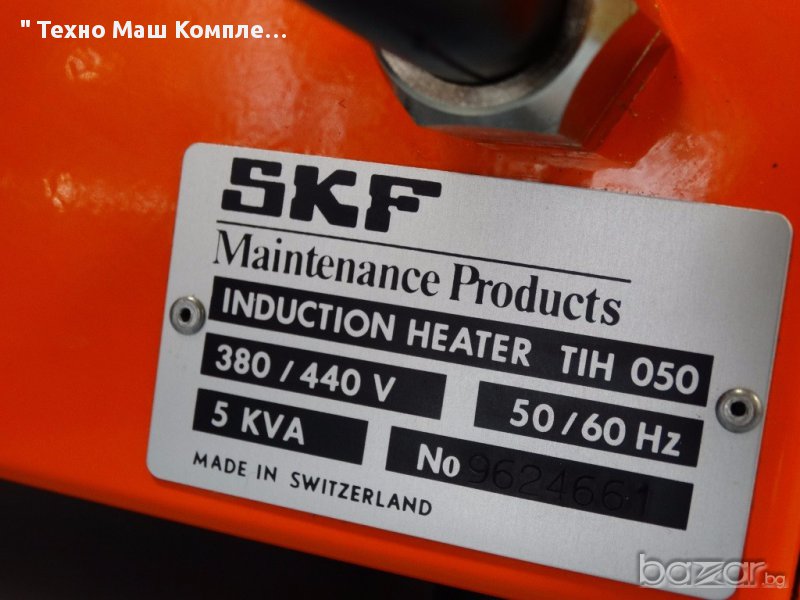 " Техно Маш Компле...
SKF
Maintenance Products
INDUCTION HEATER TIH 050
380 / 440 V
50 / 60 Hz
5 KVA
No 9624661
MADE IN SWITZERLAND
bazar.bg